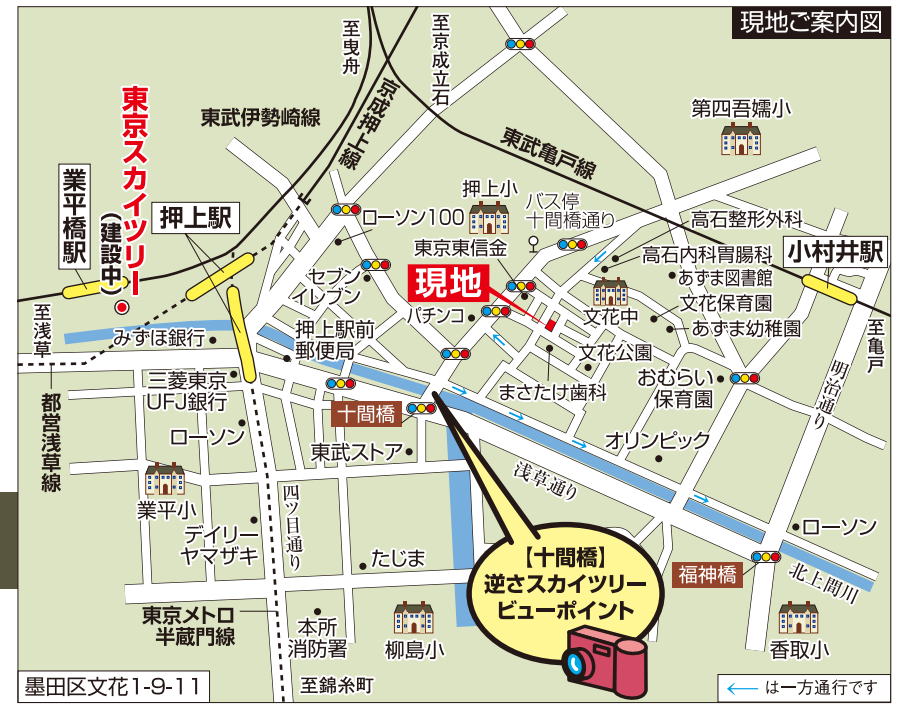 現地ご案内図
至曳舟
至京成立石
東武伊勢崎線
京成押上線
東武亀戸線
第四吾嬬小
東京スカイツリー
(建設中)
業平橋駅
押上駅
ローソン100
押上小
バス停
十間橋通り
高石整形外科
高石内科胃腸科
小村井駅
東京東信金
あずま図書館
セブン
イレブン
現地
文花中
文花保育園
あずま幼稚園
パチンコ
至浅草
みずほ銀行
押上駅前
郵便局
至亀戸
文花公園
三菱東京
UFJ銀行
まさたけ歯科
おむらい
保育園
明治通り
都営浅草線
十間橋
ローソン
東武ストア
オリンピック
浅草通り
業平小
四ツ目通り
デイリー
ヤマザキ
たじま
【十間橋】
逆さスカイツリー
ビューポイント
ローソン
福神橋
北十間川
東京メトロ
半蔵門線
本所
消防署
柳島小
香取小
至錦糸町
墨田区文花1-9-11
は一方通行です